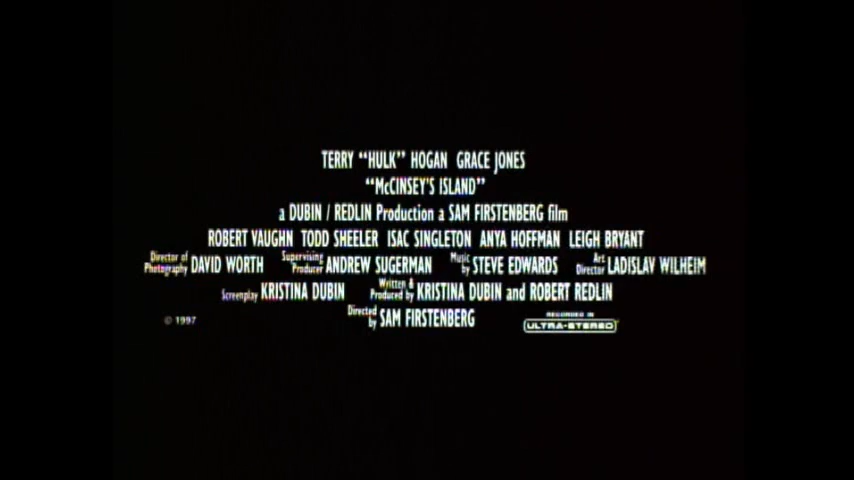 TERRY “HULK” HOGAN GRACE JONES
“McCINSEY'S ISLAND”
a DUBIN / REDLIN Production a SAM FIRSTENBERG film
ROBERT VAUGHN TODD SHEELER ISAC SINGLETON ANYA HOFFMAN LEIGH BRYANT
Director of Photography DAVID WORTH Supervising Producer ANDREW SUGERMAN Music by STEVE EDWARDS Art Director LADISLAV WILHEIM
Screenplay KRISTINA DUBIN Written & Produced by KRISTINA DUBIN and ROBERT REDLIN
Directed by SAM FIRSTENBERG
© 1997
RECORDED IN
ULTRA-STEREO